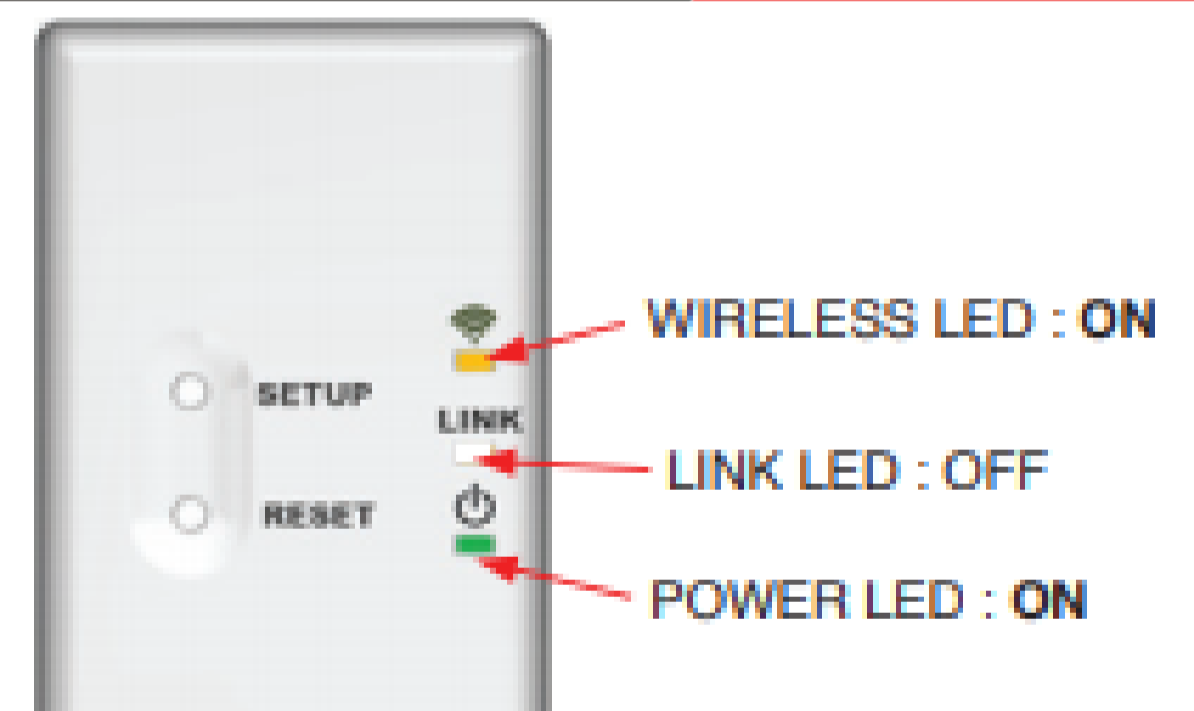 WIRELESS LED : ON
SETUP
LINK
LINK LED : OFF
RESET
POWER LED : ON